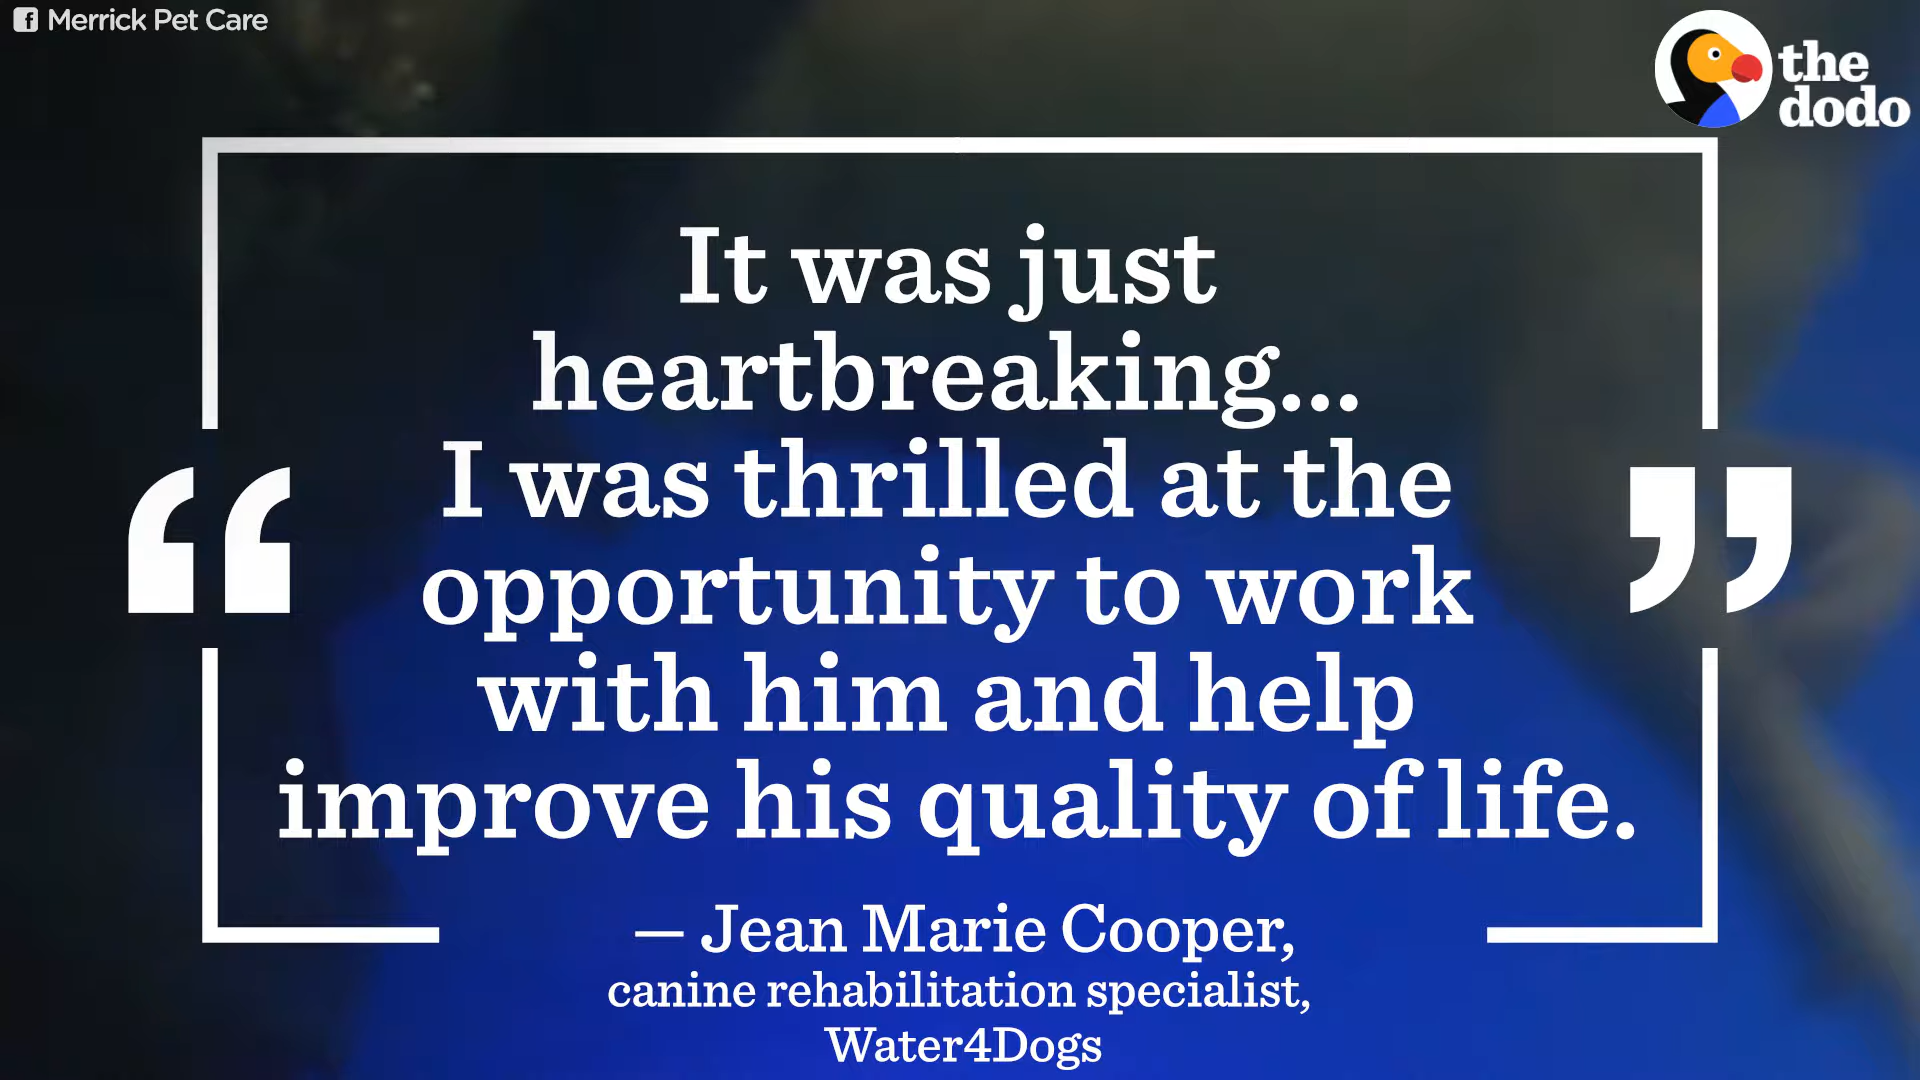 Merrick Pet Care
the
dodo
It was just
heartbreaking...
“ I was thrilled at the ”
opportunity to work
with him and help
improve his quality of life.
— Jean Marie Cooper,
canine rehabilitation specialist,
Water4Dogs